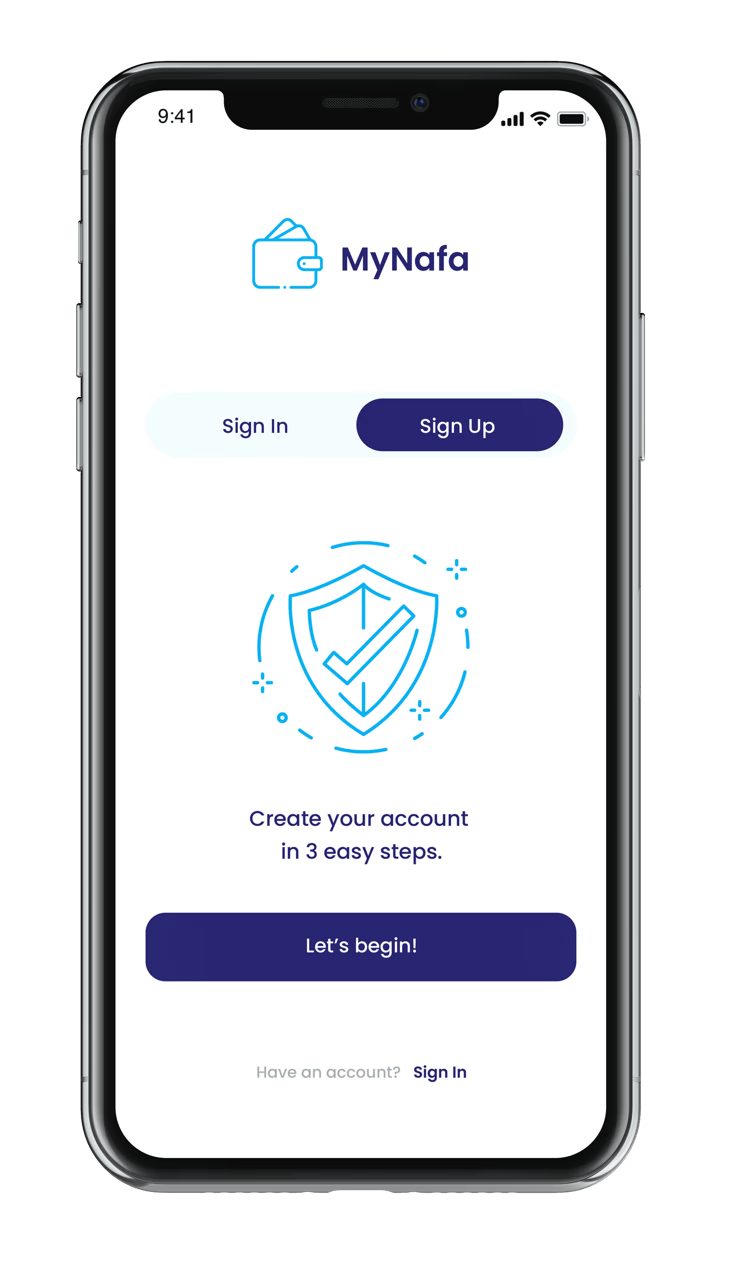 9:41
MyNafa
Sign In Sign Up
Create your account
in 3 easy steps.
Let’s begin!
Have an account? Sign In